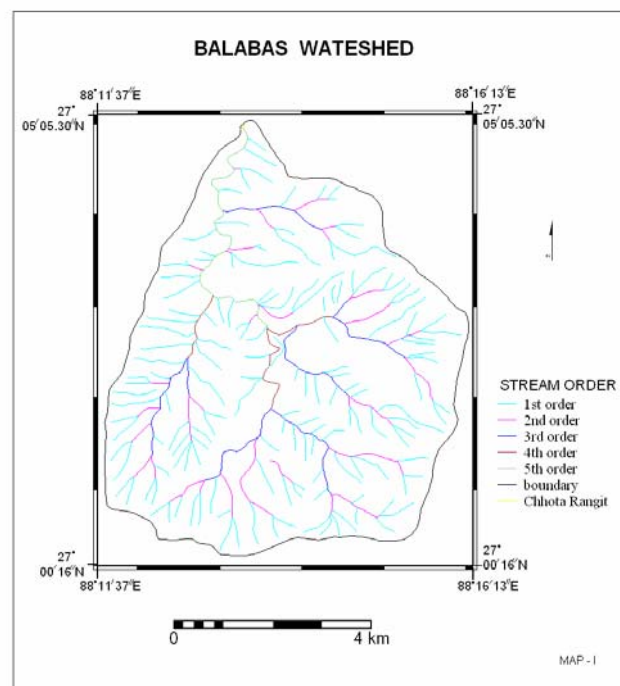 BALABAS WATESHED
88° 11' 37"E
88° 16' 13"E
27°
05' 05.30"N
27°
05' 05.30"N
STREAM ORDER
1st order
2nd order
3rd order
4th order
5th order
boundary
Chhota Rangit
27°
00' 16"N
27°
00' 16"N
88° 11' 37"E
88° 16' 13"E
0
4 km
MAP - I